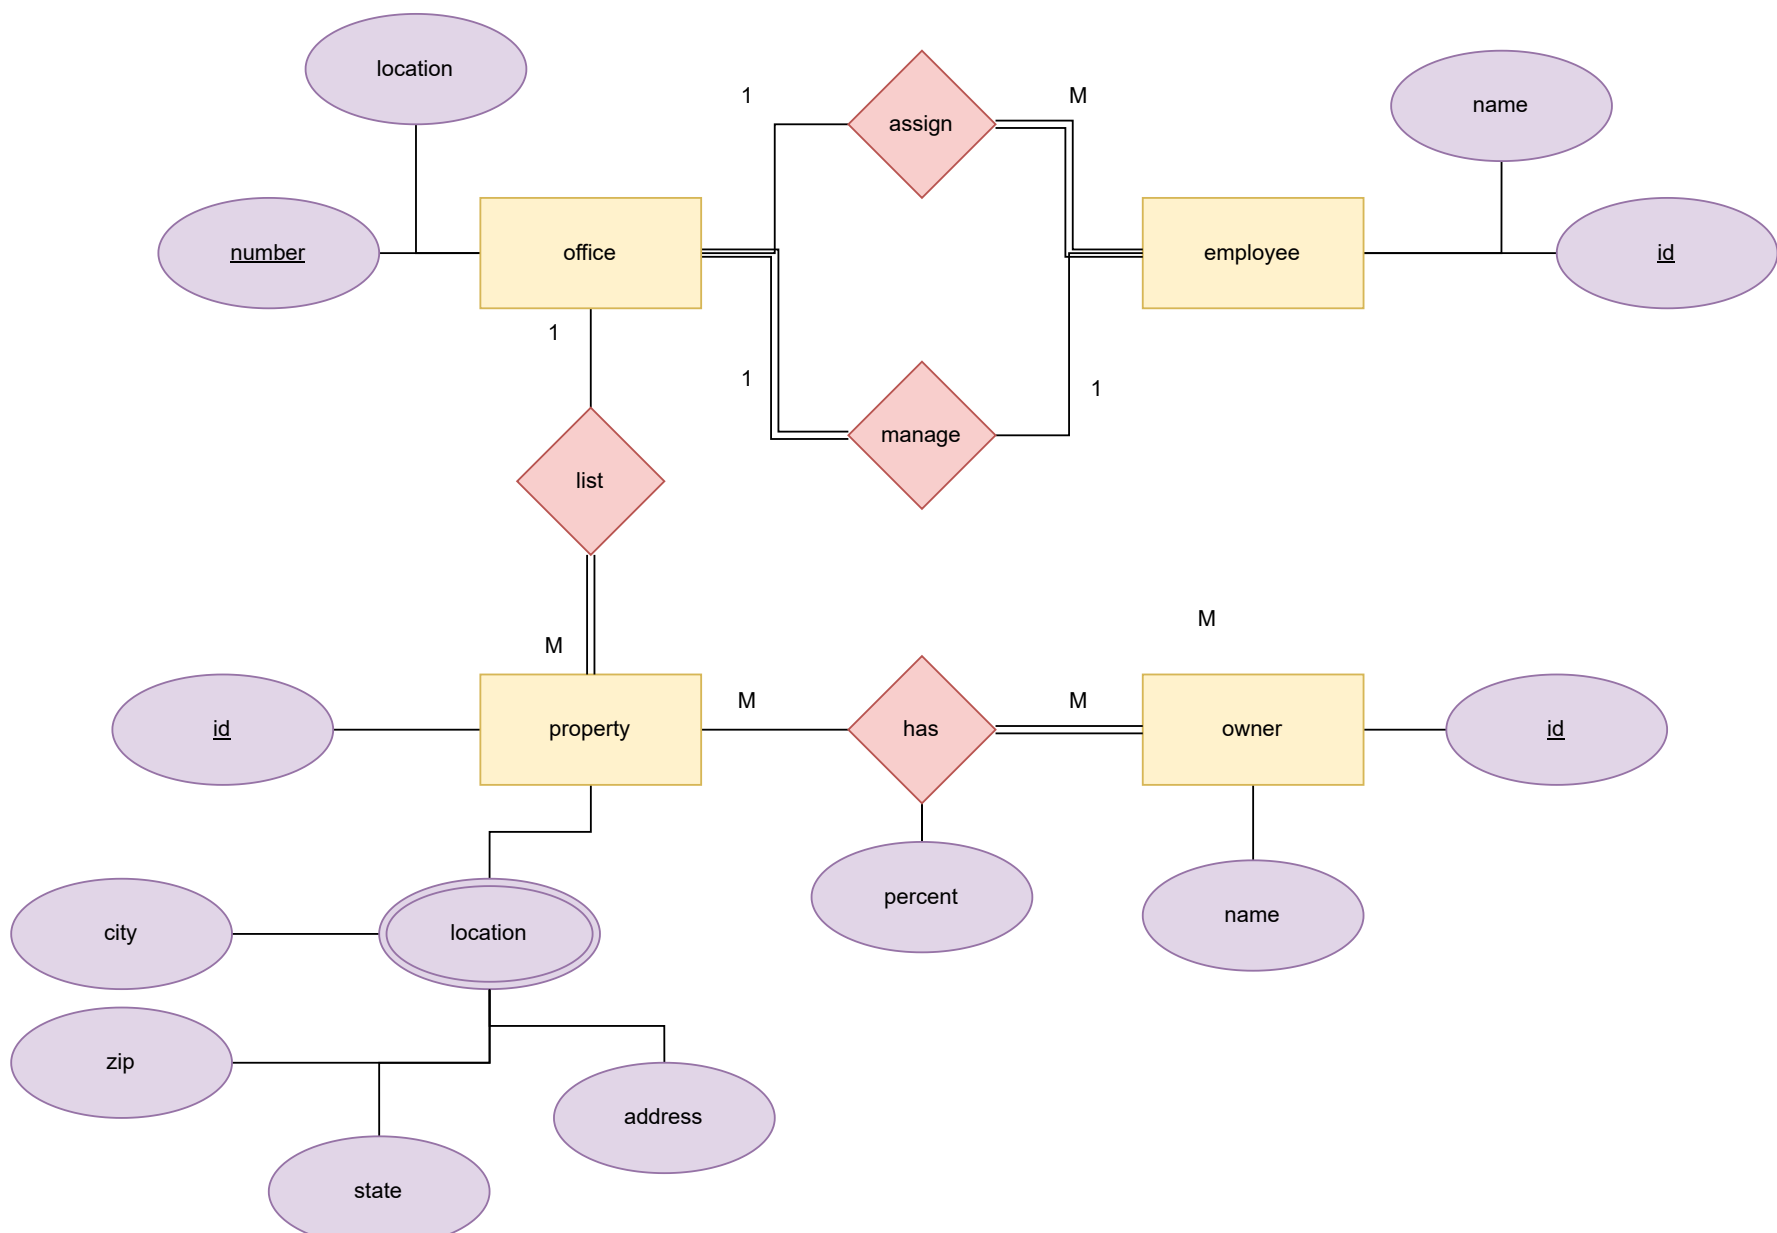 location
1
assign
M
name
number
office
employee
id
1
1
manage
1
list
M
M
id
property
M
has
M
owner
id
city
location
percent
name
zip
address
state